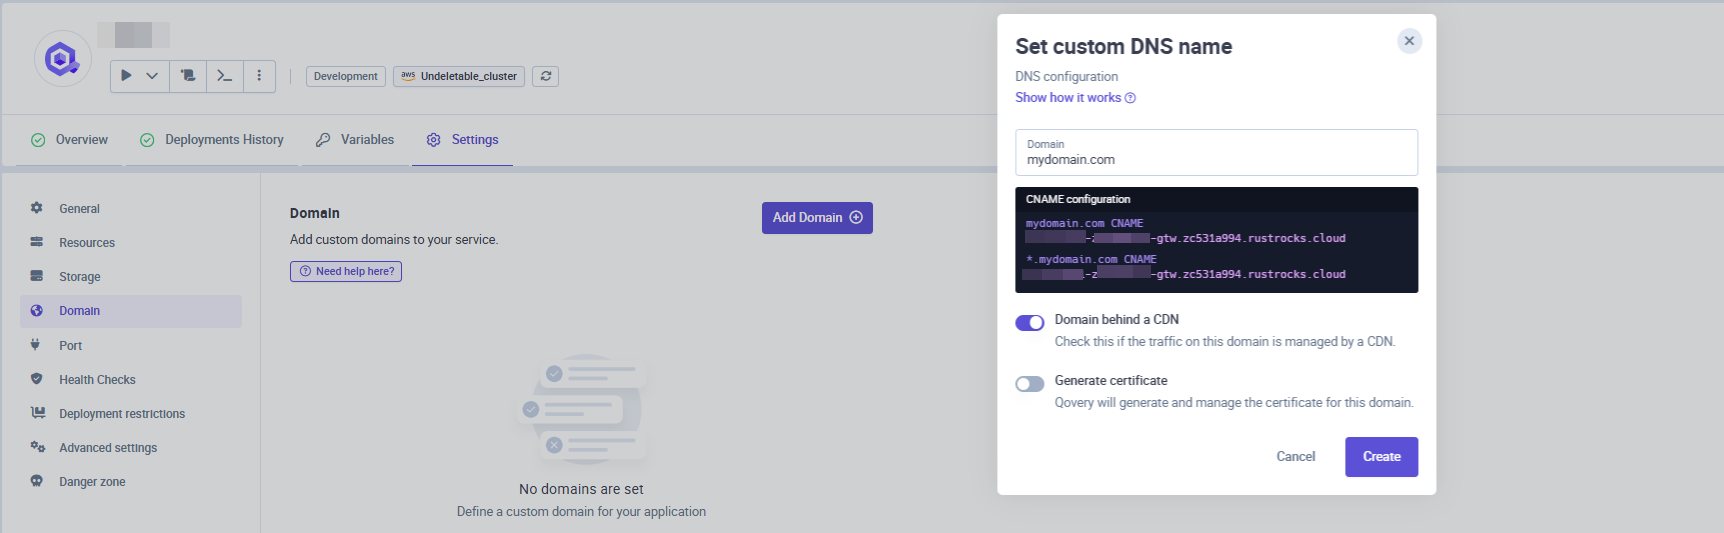 Development
aws Undeletable_cluster
Overview
Deployments History
Variables
Settings
General
Resources
Storage
Domain
Port
Health Checks
Deployment restrictions
Advanced settings
Danger zone
Domain
Add custom domains to your service.
Need help here?
Add Domain
No domains are set
Define a custom domain for your application
Set custom DNS name
DNS configuration
Show how it works
Domain
mydomain.com
CNAME configuration
mydomain.com CNAME
-gtw.zc531a994.rustrocks.cloud
*.mydomain.com CNAME
-gtw.zc531a994.rustrocks.cloud
Domain behind a CDN
Check this if the traffic on this domain is managed by a CDN.
Generate certificate
Qovery will generate and manage the certificate for this domain.
Cancel
Create